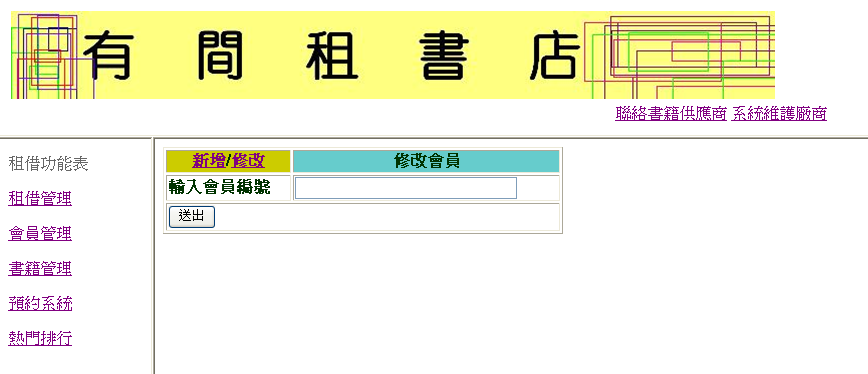 有間租書店
聯絡書籍供應商 系統維護廠商
租借功能表
租借管理
會員管理
書籍管理
預約系統
熱門排行
新增/修改 修改會員
輸入會員編號
送出